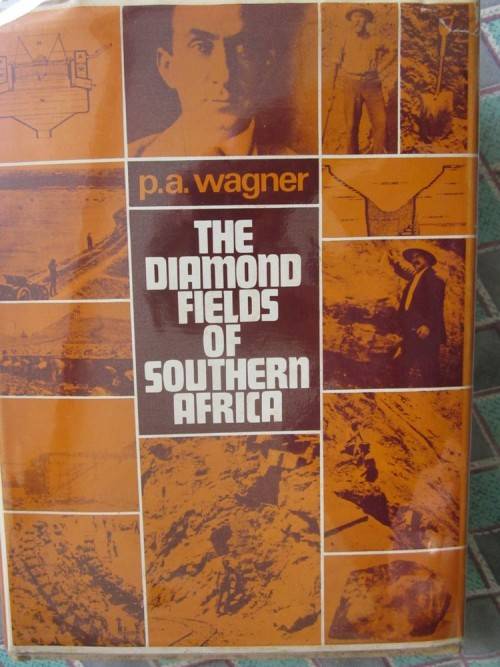 p.a. wagner
THE
DIAMOND
FIELDS
OF
SOUTHERN
AFRICA